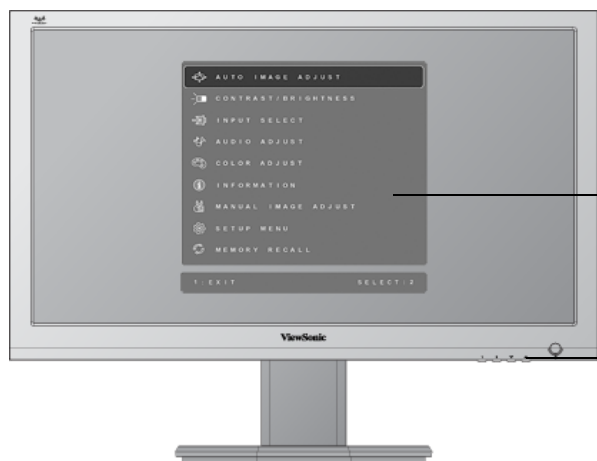 AUTO IMAGE ADJUST
CONTRAST/BRIGHTNESS
INPUT SELECT
AUDIO ADJUST
COLOR ADJUST
INFORMATION
MANUAL IMAGE ADJUST
SETUP MENU
MEMORY RECALL
1:EXIT SELECT:2
ViewSonic